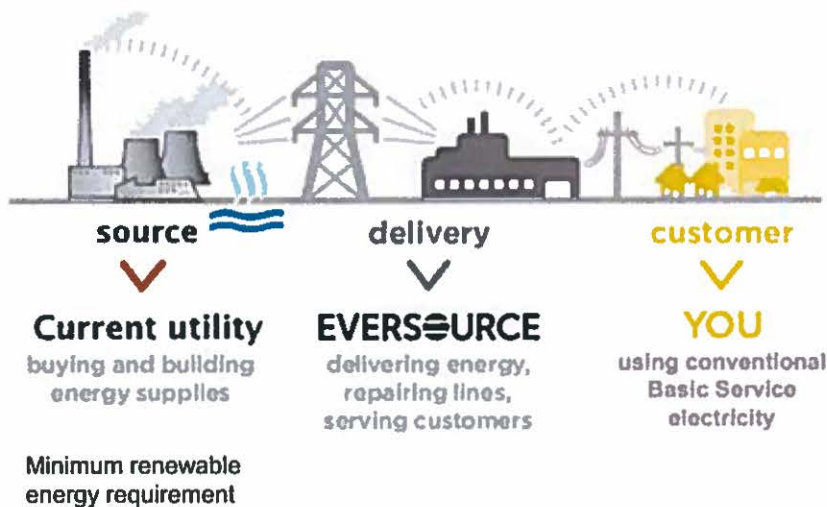 source
delivery
customer
Current utility
EVERSOURCE
YOU
buying and building
energy supplies
delivering energy,
repairing lines,
serving customers
using conventional
Basic Service
electricity
Minimum renewable
energy requirement